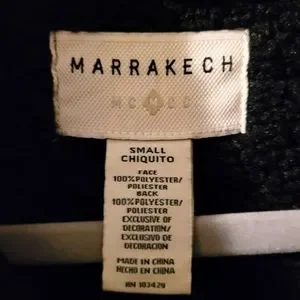 MARRAKECH
SMALL
CHIQUITO
FACE
100%POLYESTER/
POLIESTER
BACK
100%POLYESTER/
POLIESTER
EXCLUSIVE OF
DECORATION/
EXCLUSIVO DE
DECORACION
MADE IN CHINA
HECHO EN CHINA